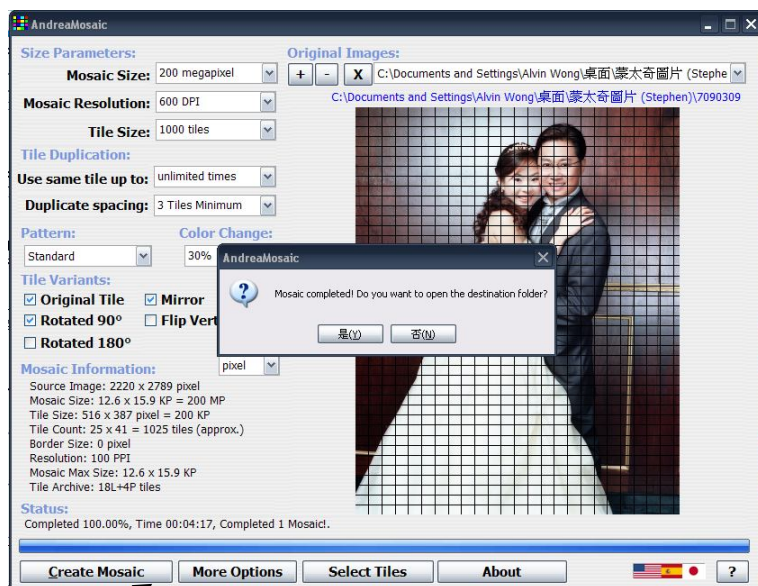 AndreaMosaic
Size Parameters:
Mosaic Size: 200 megapixel
Mosaic Resolution: 600 DPI
Tile Size: 1000 tiles
Tile Duplication:
Use same tile up to: unlimited times
Duplicate spacing: 3 Tiles Minimum
Pattern:
Color Change:
Standard
30%
Tile Variants:
Original Tile
Mirror
Rotated 90°
Flip Vert
Rotated 180°
Mosaic Information:
pixel
Source Image: 2220 x 2789 pixel
Mosaic Size: 12.6 x 15.9 KP = 200 MP
Tile Size: 516 x 387 pixel = 200 KP
Tile Count: 25 x 41 = 1025 tiles (approx.)
Border Size: 0 pixel
Resolution: 100 PPI
Mosaic Max Size: 12.6 x 15.9 KP
Tile Archive: 18L+4P tiles
Status:
Completed 100.00%, Time 00:04:17, Completed 1 Mosaic!.
Original Images:
+ - X C:\Documents and Settings\Alvin Wong\桌面\蒙太奇圖片 (Stephe
C:\Documents and Settings\Alvin Wong\桌面\蒙太奇圖片 (Stephen)\7090309
AndreaMosaic
Mosaic completed! Do you want to open the destination folder?
是(Y) 否(N)
Create Mosaic More Options Select Tiles About ?